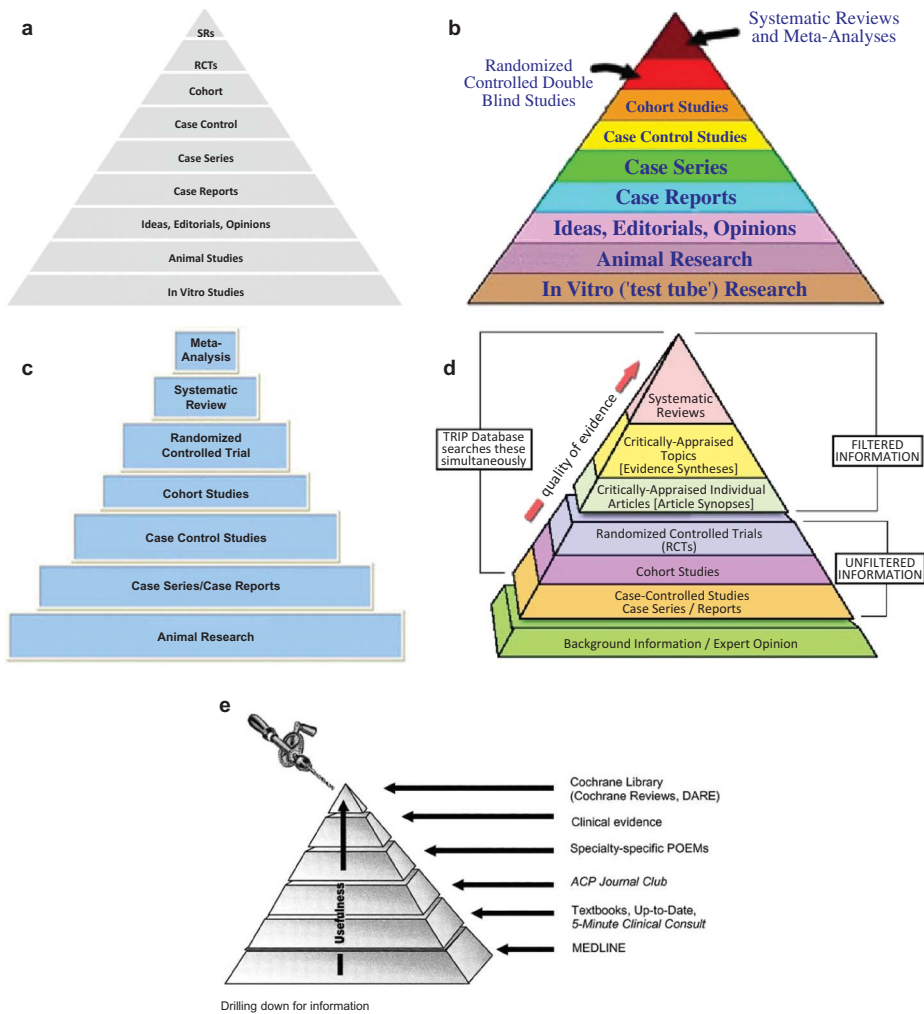 a
SRs
RCTs
Cohort
Case Control
Case Series
Case Reports
Ideas, Editorials, Opinions
Animal Studies
In Vitro Studies
b
Systematic Reviews
and Meta-Analyses
Randomized
Controlled Double
Blind Studies
Cohort Studies
Case Control Studies
Case Series
Case Reports
Ideas, Editorials, Opinions
Animal Research
In Vitro ('test tube') Research
c
Meta-
Analysis
Systematic
Review
Randomized
Controlled Trial
Cohort Studies
Case Control Studies
Case Series/Case Reports
Animal Research
d
TRIP Database
searches these
simultaneously
quality of evidence
Systematic
Reviews
Critically-Appraised
Topics
[Evidence Syntheses]
Critically-Appraised Individual
Articles [Article Synopses]
Randomized Controlled Trials
(RCTs)
Cohort Studies
Case-Controlled Studies
Case Series / Reports
Background Information / Expert Opinion
FILTERED
INFORMATION
UNFILTERED
INFORMATION
e
Usefulness
Cochrane Library
(Cochrane Reviews, DARE)
Clinical evidence
Specialty-specific POEMs
ACP Journal Club
Textbooks, Up-to-Date,
5-Minute Clinical Consult
MEDLINE
Drilling down for information